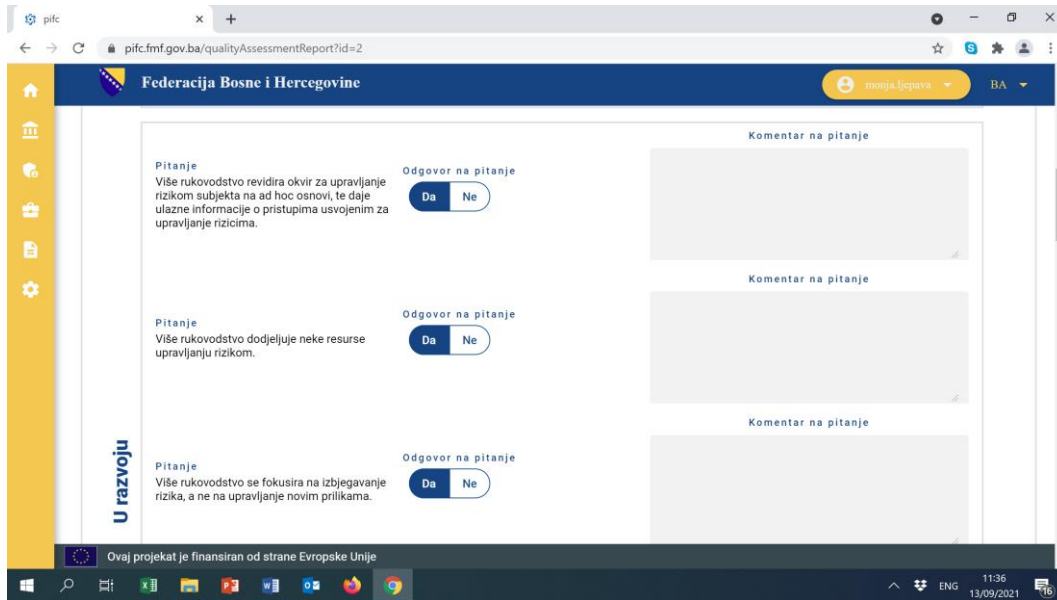 pifc
pifc.fmf.gov.ba/qualityAssessmentReport?id=2
Federacija Bosne i Hercegovine
monja.ljepava
BA
Komentar na pitanje
Pitanje
Više rukovodstvo revidira okvir za upravljanje
rizikom subjekta na ad hoc osnovi, te daje
ulazne informacije o pristupima usvojenim za
upravljanje rizicima.
Odgovor na pitanje
Da Ne
Komentar na pitanje
Pitanje
Više rukovodstvo dodjeljuje neke resurse
upravljanju rizikom.
Odgovor na pitanje
Da Ne
Komentar na pitanje
U razvoju
Pitanje
Više rukovodstvo se fokusira na izbjegavanje
rizika, a ne na upravljanje novim prilikama.
Odgovor na pitanje
Da Ne
Ovaj projekat je finansiran od strane Evropske Unije
ENG
11:36
13/09/2021
16